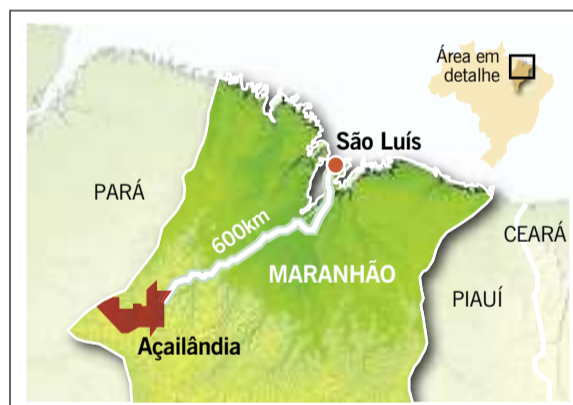 Área em
detalhe
São Luís
PARÁ
600km
CEARÁ
MARANHÃO
PIAUÍ
Açailândia